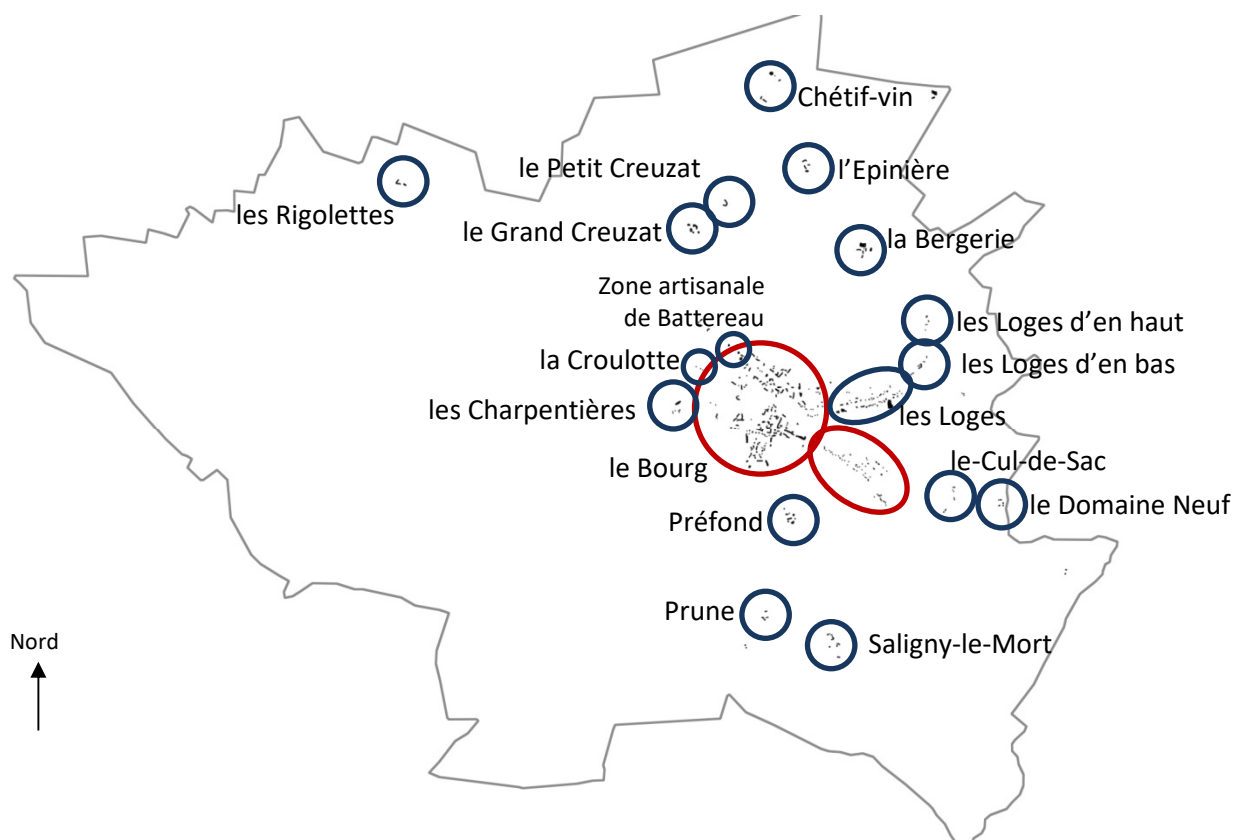 Chétif-vin
le Petit Creuzat
l’Epinière
les Rigolettes
le Grand Creuzat
la Bergerie
Zone artisanale
de Battereau
les Loges d’en haut
la Croulotte
les Loges d’en bas
les Charpentières
les Loges
le Bourg
le-Cul-de-Sac
le Domaine Neuf
Préfond
Prune
Nord
Saligny-le-Mort